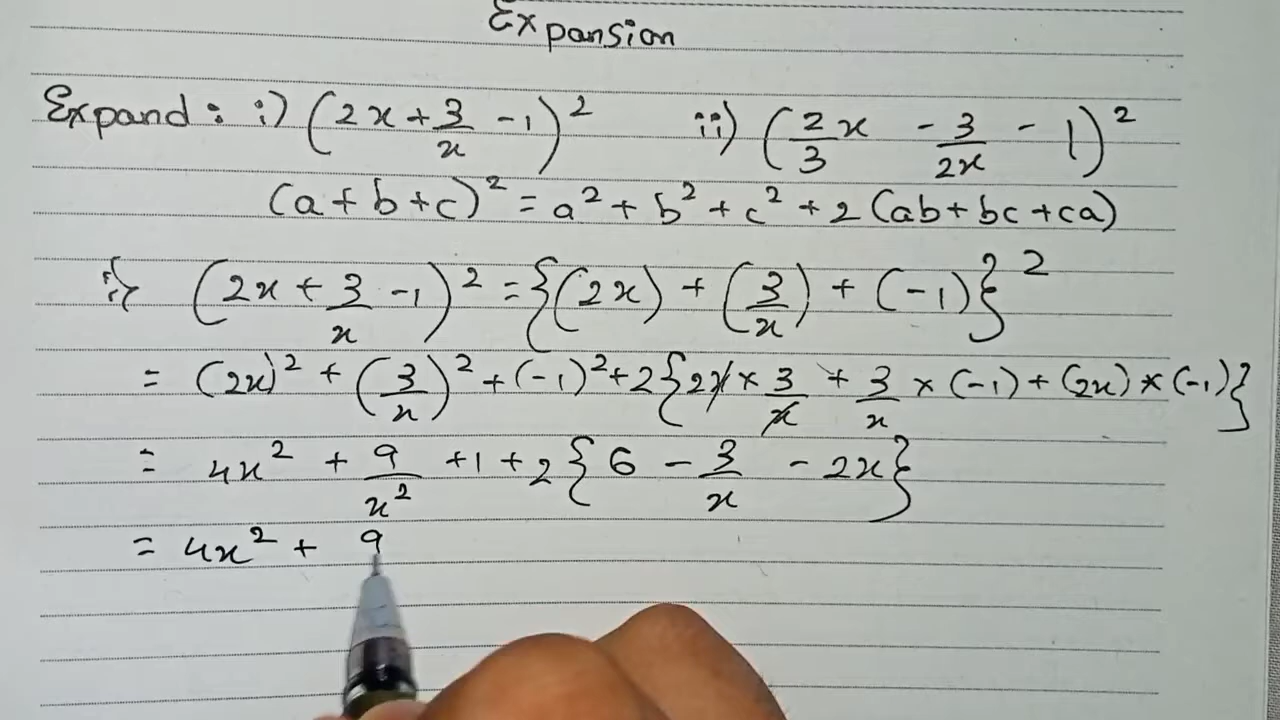 Expansion
Expand: i) (2x + 3/x - 1)² ii) (2/3 x - 3/2x - 1)²
(a + b + c)² = a² + b² + c² + 2 (ab + bc + ca)
i) (2x + 3/x - 1)² = {(2x) + (3/x) + (-1)}²
= (2x)² + (3/x)² + (-1)² + 2{2x × 3/x + 3/x × (-1) + (2x) × (-1)}
= 4x² + 9/x² + 1 + 2{6 - 3/x - 2x}
= 4x² + 9